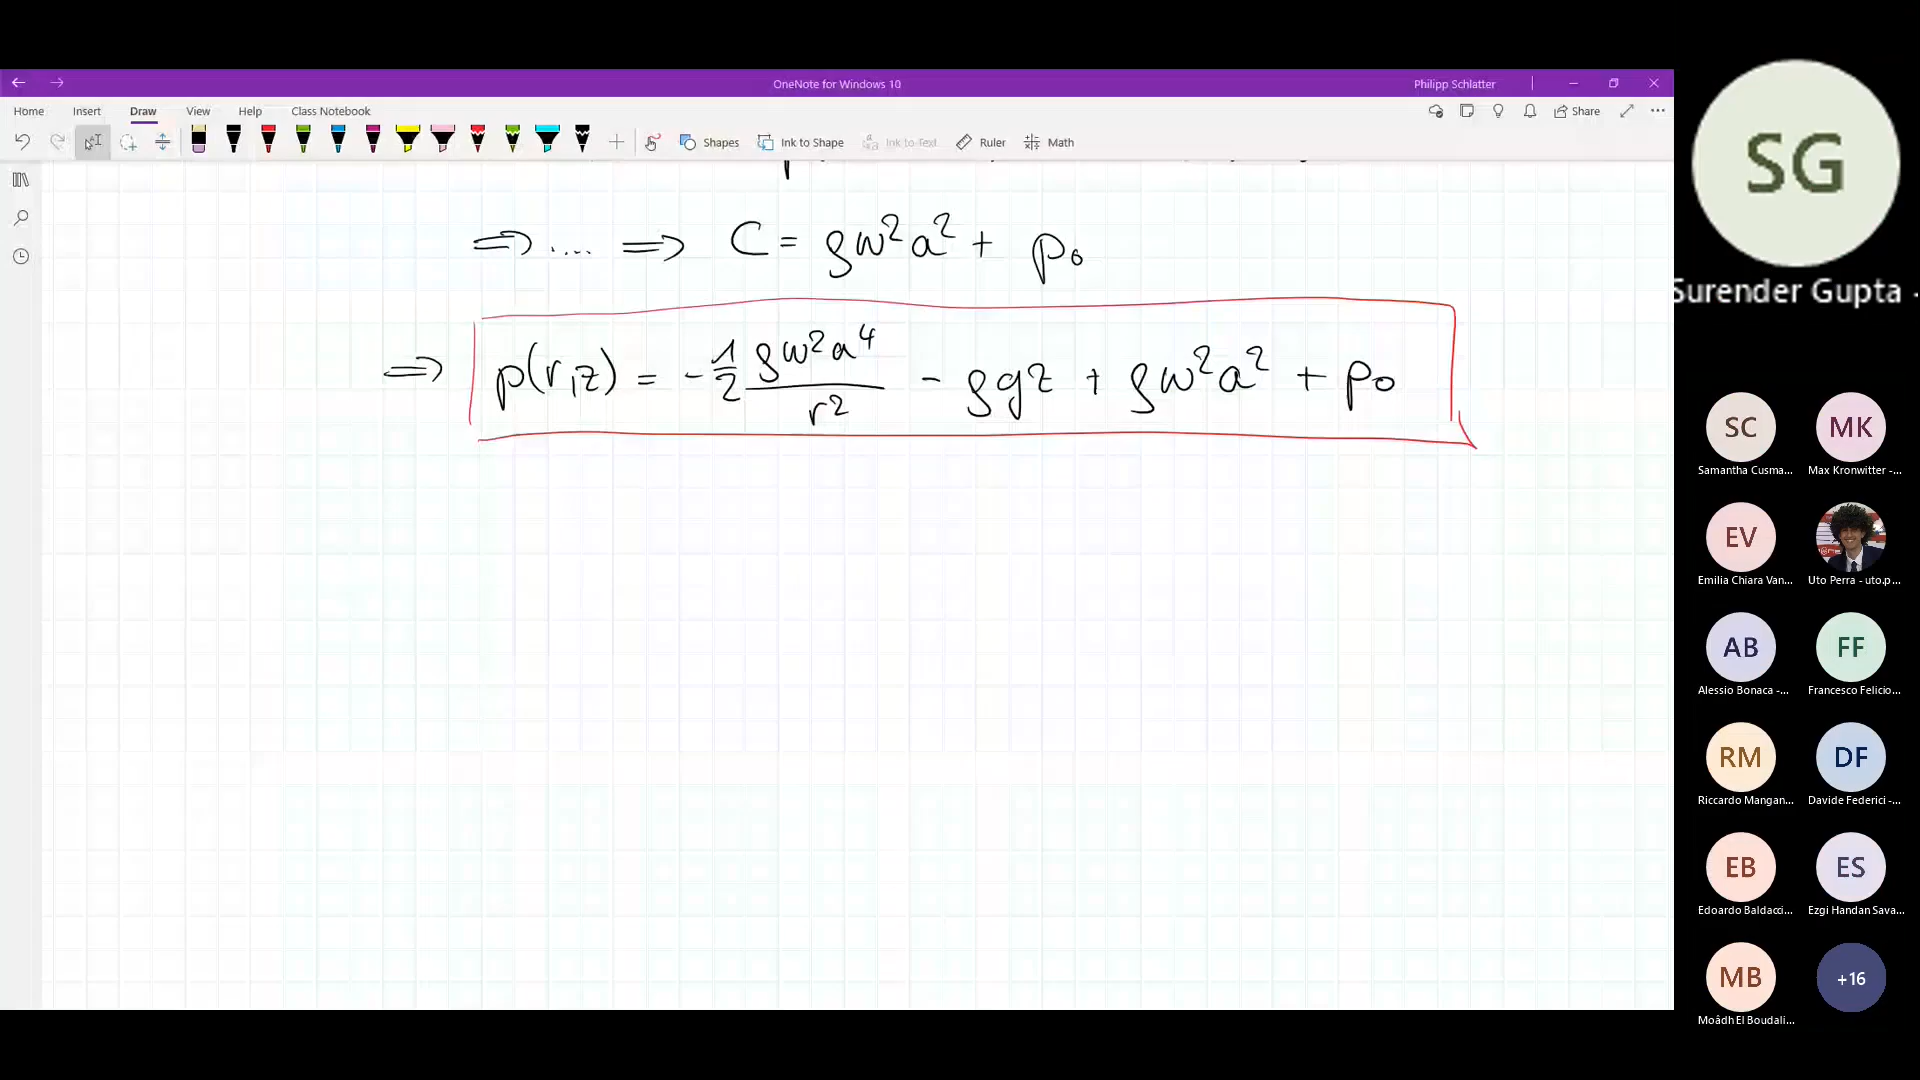 OneNote for Windows 10
Philipp Schlatter
Home Insert Draw View Help Class Notebook
Share
Shapes Ink to Shape Ink to Text Ruler Math
⇒ .... ⇒ C = ρω²a² + p₀
⇒ p(r,z) = -½ ρω²a⁴/r² - ρgz + ρω²a² + p₀
SG
Surender Gupta -
SC MK
Samantha Cusma... Max Kronwitter -...
EV
Emilia Chiara Van... Uto Perra - uto.p...
AB FF
Alessio Bonaca -... Francesco Felicio...
RM DF
Riccardo Mangan... Davide Federici -...
EB ES
Edoardo Baldacci... Ezgi Handan Sava...
MB +16
Moâdh El Boudali...